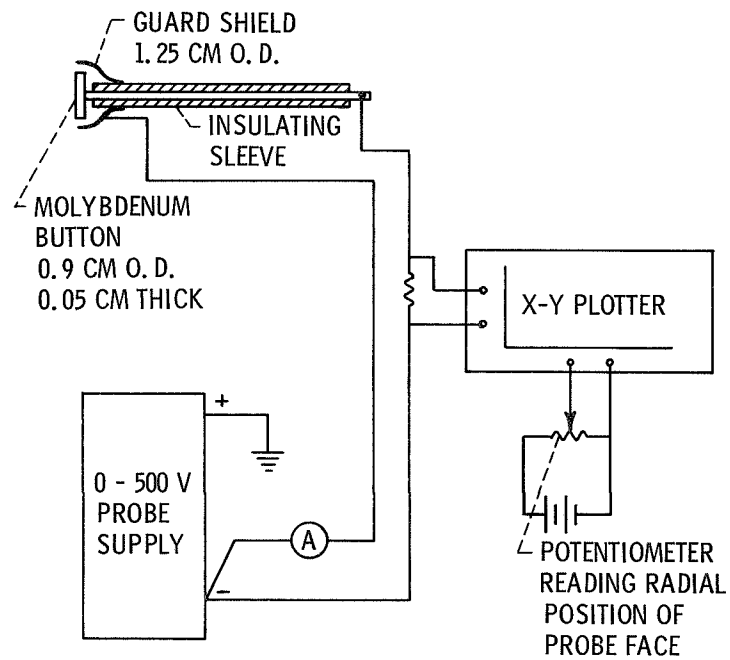 GUARD SHIELD
1.25 CM O. D.
INSULATING
SLEEVE
MOLYBDENUM
BUTTON
0.9 CM O. D.
0.05 CM THICK
X-Y PLOTTER
+
0 - 500 V
PROBE
SUPPLY
A
-
POTENTIOMETER
READING RADIAL
POSITION OF
PROBE FACE